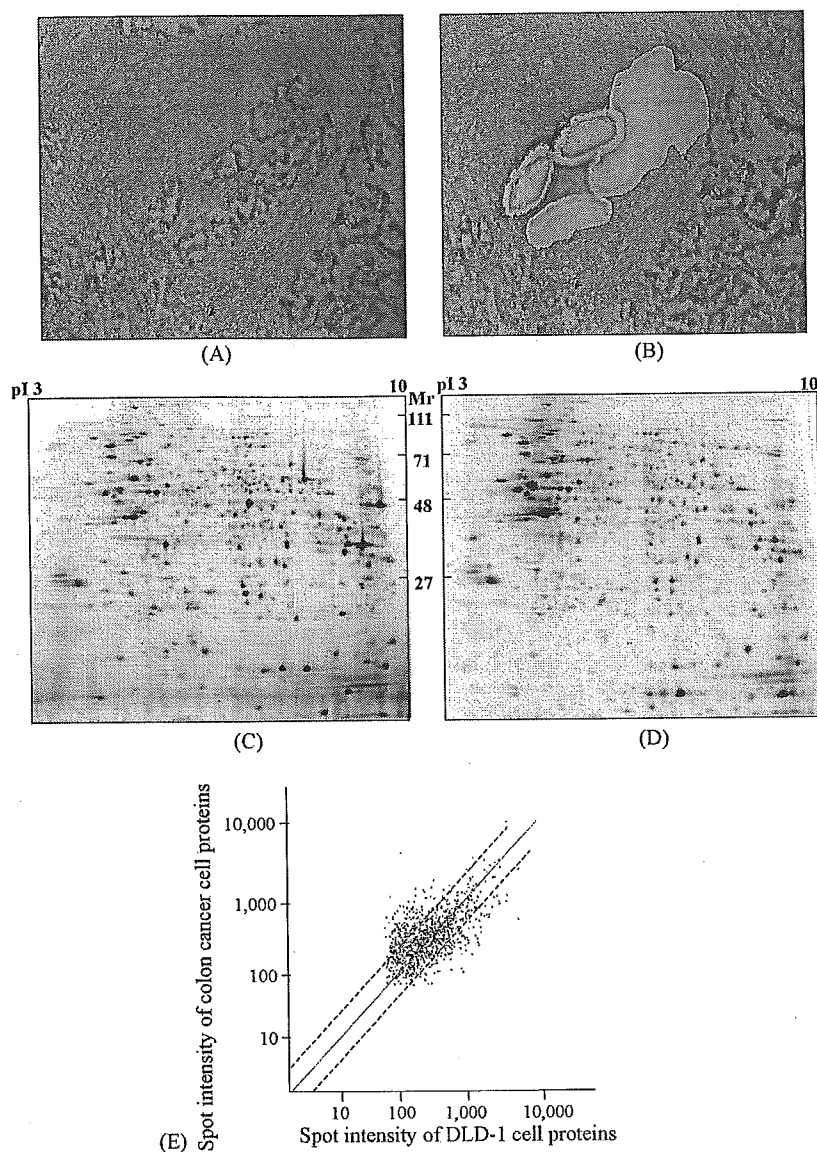 (A)
(B)
pI 3
10
Mr
pI 3
10
111
71
48
27
(C)
(D)
Spot intensity of colon cancer cell proteins
10,000
1,000
100
10
10
100
1,000
10,000
(E)
Spot intensity of DLD-1 cell proteins